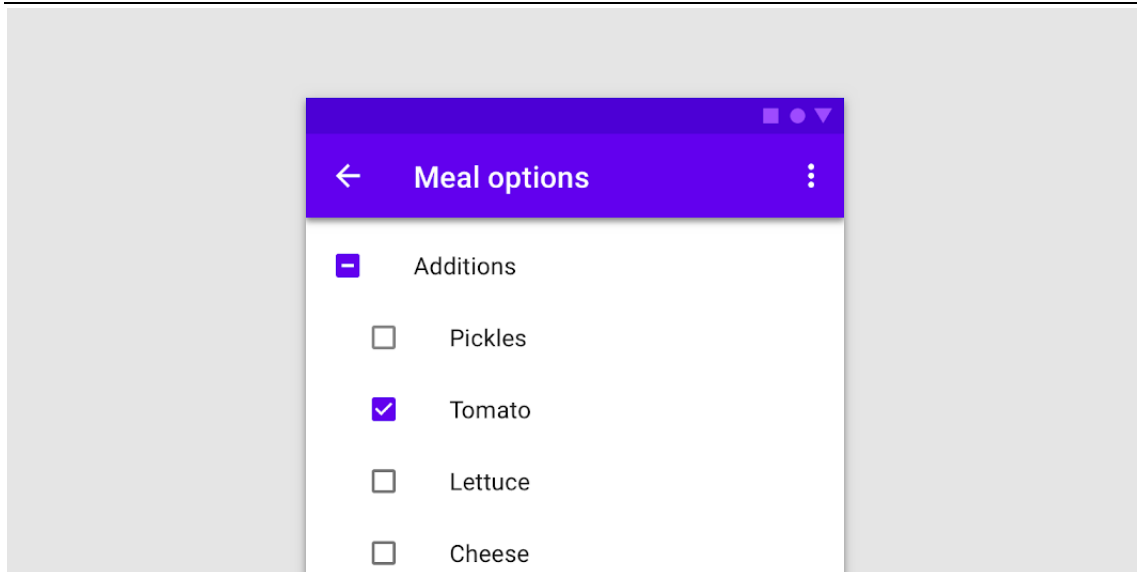 Meal options
Additions
Pickles
Tomato
Lettuce
Cheese